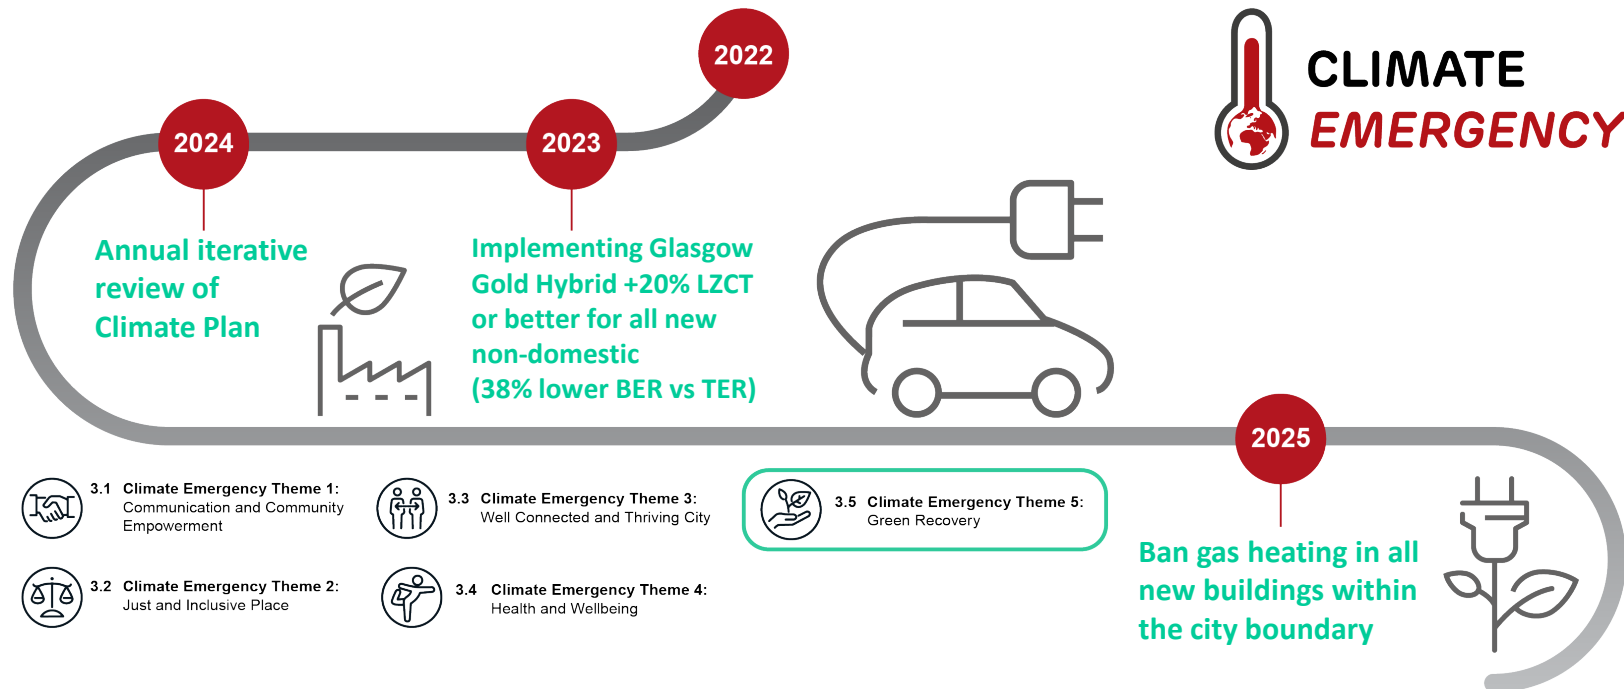 2022
CLIMATE
EMERGENCY
2024
2023
Annual iterative
review of
Climate Plan
Implementing Glasgow
Gold Hybrid +20% LZCT
or better for all new
non-domestic
(38% lower BER vs TER)
2025
3.1 Climate Emergency Theme 1:
Communication and Community
Empowerment
3.2 Climate Emergency Theme 2:
Just and Inclusive Place
3.3 Climate Emergency Theme 3:
Well Connected and Thriving City
3.4 Climate Emergency Theme 4:
Health and Wellbeing
3.5 Climate Emergency Theme 5:
Green Recovery
Ban gas heating in all
new buildings within
the city boundary